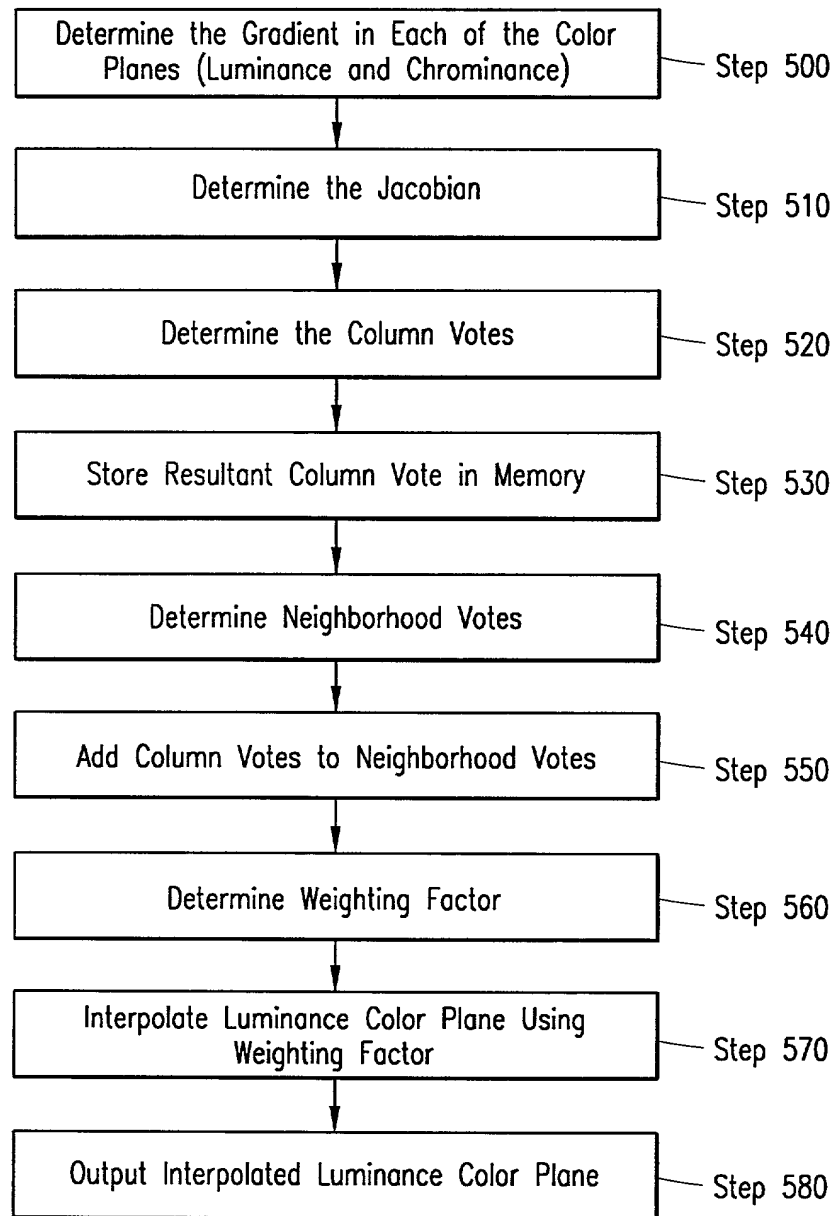 Determine the Gradient in Each of the Color
Planes (Luminance and Chrominance)
Step 500
Determine the Jacobian
Step 510
Determine the Column Votes
Step 520
Store Resultant Column Vote in Memory
Step 530
Determine Neighborhood Votes
Step 540
Add Column Votes to Neighborhood Votes
Step 550
Determine Weighting Factor
Step 560
Interpolate Luminance Color Plane Using
Weighting Factor
Step 570
Output Interpolated Luminance Color Plane
Step 580